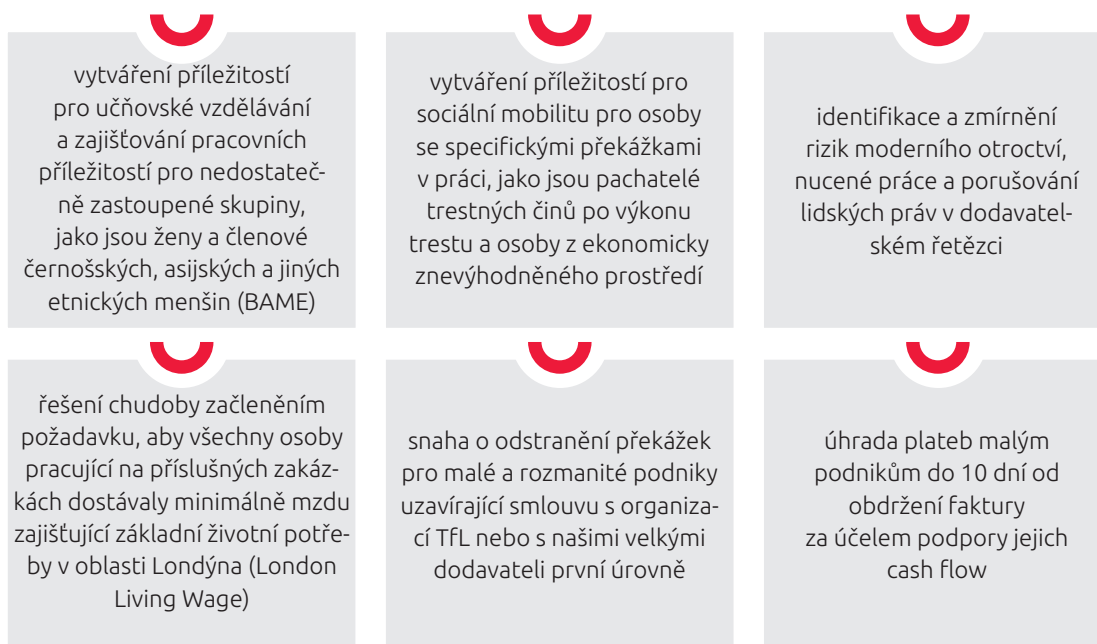 vytváření příležitostí
pro učňovské vzdělávání
a zajišťování pracovních
příležitostí pro nedostateč-
ně zastoupené skupiny,
jako jsou ženy a členové
černošských, asijských a jiných
etnických menšin (BAME)
vytváření příležitostí pro
sociální mobilitu pro osoby
se specifickými překážkami
v práci, jako jsou pachatelé
trestných činů po výkonu
trestu a osoby z ekonomicky
znevýhodněného prostředí
identifikace a zmírnění
rizik moderního otroctví,
nucené práce a porušování
lidských práv v dodavatel-
ském řetězci
řešení chudoby začleněním
požadavku, aby všechny osoby
pracující na příslušných zakáz-
kách dostávaly minimálně mzdu
zajišťující základní životní potře-
by v oblasti Londýna (London
Living Wage)
snaha o odstranění překážek
pro malé a rozmanité podniky
uzavírající smlouvu s organiza-
cí TfL nebo s našimi velkými
dodavateli první úrovně
úhrada plateb malým
podnikům do 10 dní od
obdržení faktury
za účelem podpory jejich
cash flow